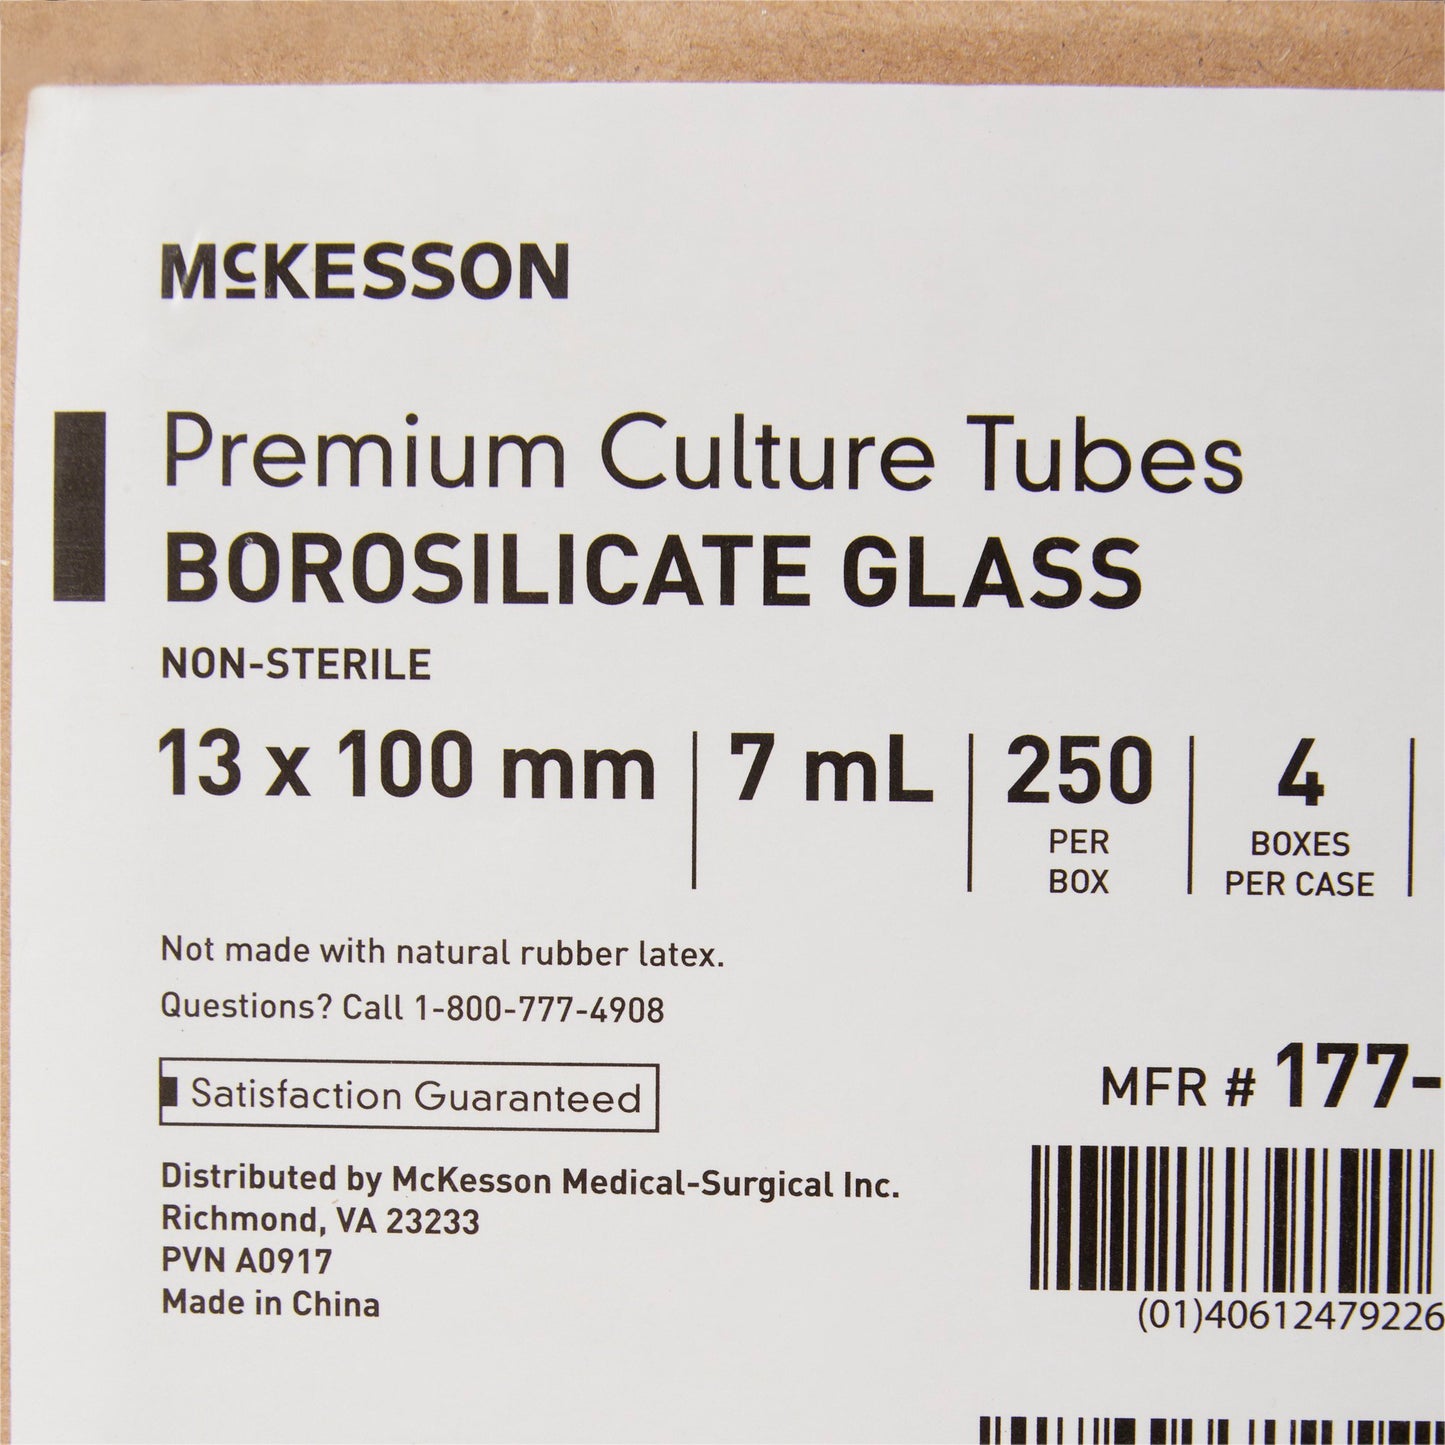 McKESSON
Premium Culture Tubes
BOROSILICATE GLASS
NON-STERILE
13 x 100 mm 7 mL 250 4
PER BOXES
BOX PER CASE
Not made with natural rubber latex.
Questions? Call 1-800-777-4908
MFR # 177-
Satisfaction Guaranteed
Distributed by McKesson Medical-Surgical Inc.
Richmond, VA 23233
PVN A0917
Made in China
(01)40612479226